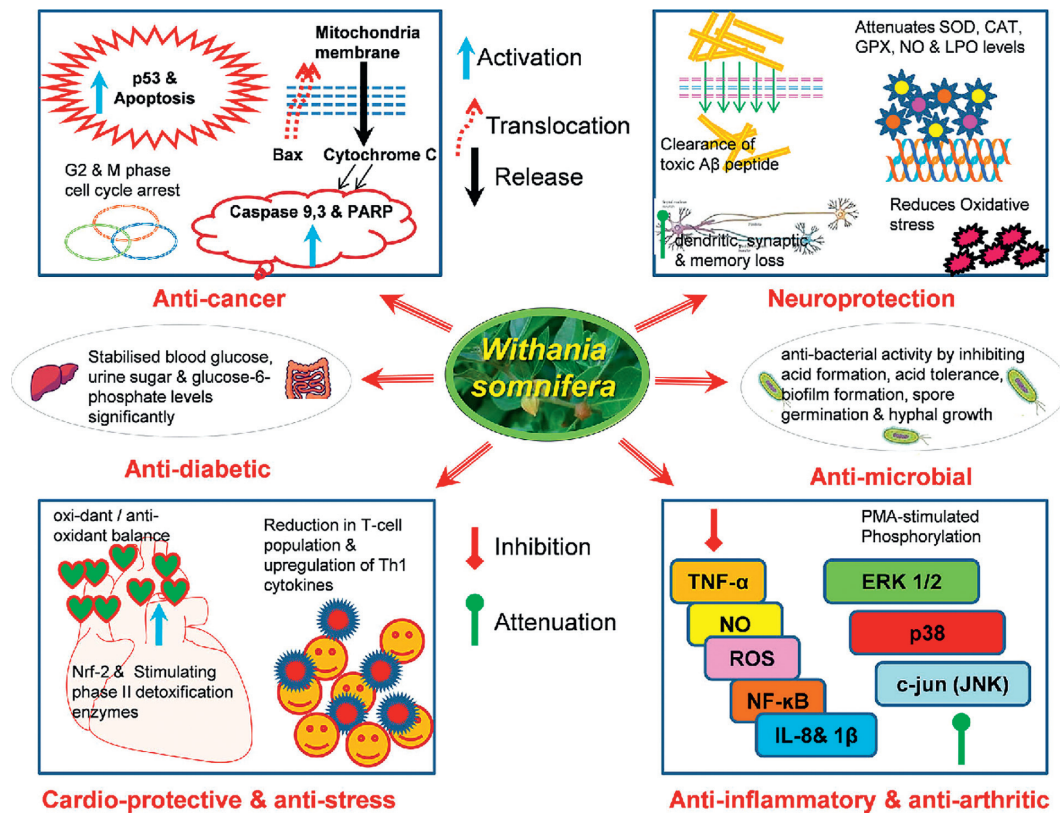 p53 &
Apoptosis
Mitochondria
membrane
Bax
Cytochrome C
G2 & M phase
cell cycle arrest
Caspase 9,3 & PARP
Anti-cancer
Activation
Translocation
Release
Attenuates SOD, CAT,
GPX, NO & LPO levels
Clearance of
toxic Aβ peptide
Reduces Oxidative
stress
dendritic, synaptic
& memory loss
Neuroprotection
Stabilised blood glucose,
urine sugar & glucose-6-
phosphate levels
significantly
Anti-diabetic
Withania
somnifera
anti-bacterial activity by inhibiting
acid formation, acid tolerance,
biofilm formation, spore
germination & hyphal growth
Anti-microbial
oxi-dant / anti-
oxidant balance
Nrf-2 & Stimulating
phase II detoxification
enzymes
Reduction in T-cell
population &
upregulation of Th1
cytokines
Cardio-protective & anti-stress
Inhibition
Attenuation
PMA-stimulated
Phosphorylation
TNF-α
NO
ROS
NF-κB
IL-8& 1β
ERK 1/2
p38
c-jun (JNK)
Anti-inflammatory & anti-arthritic